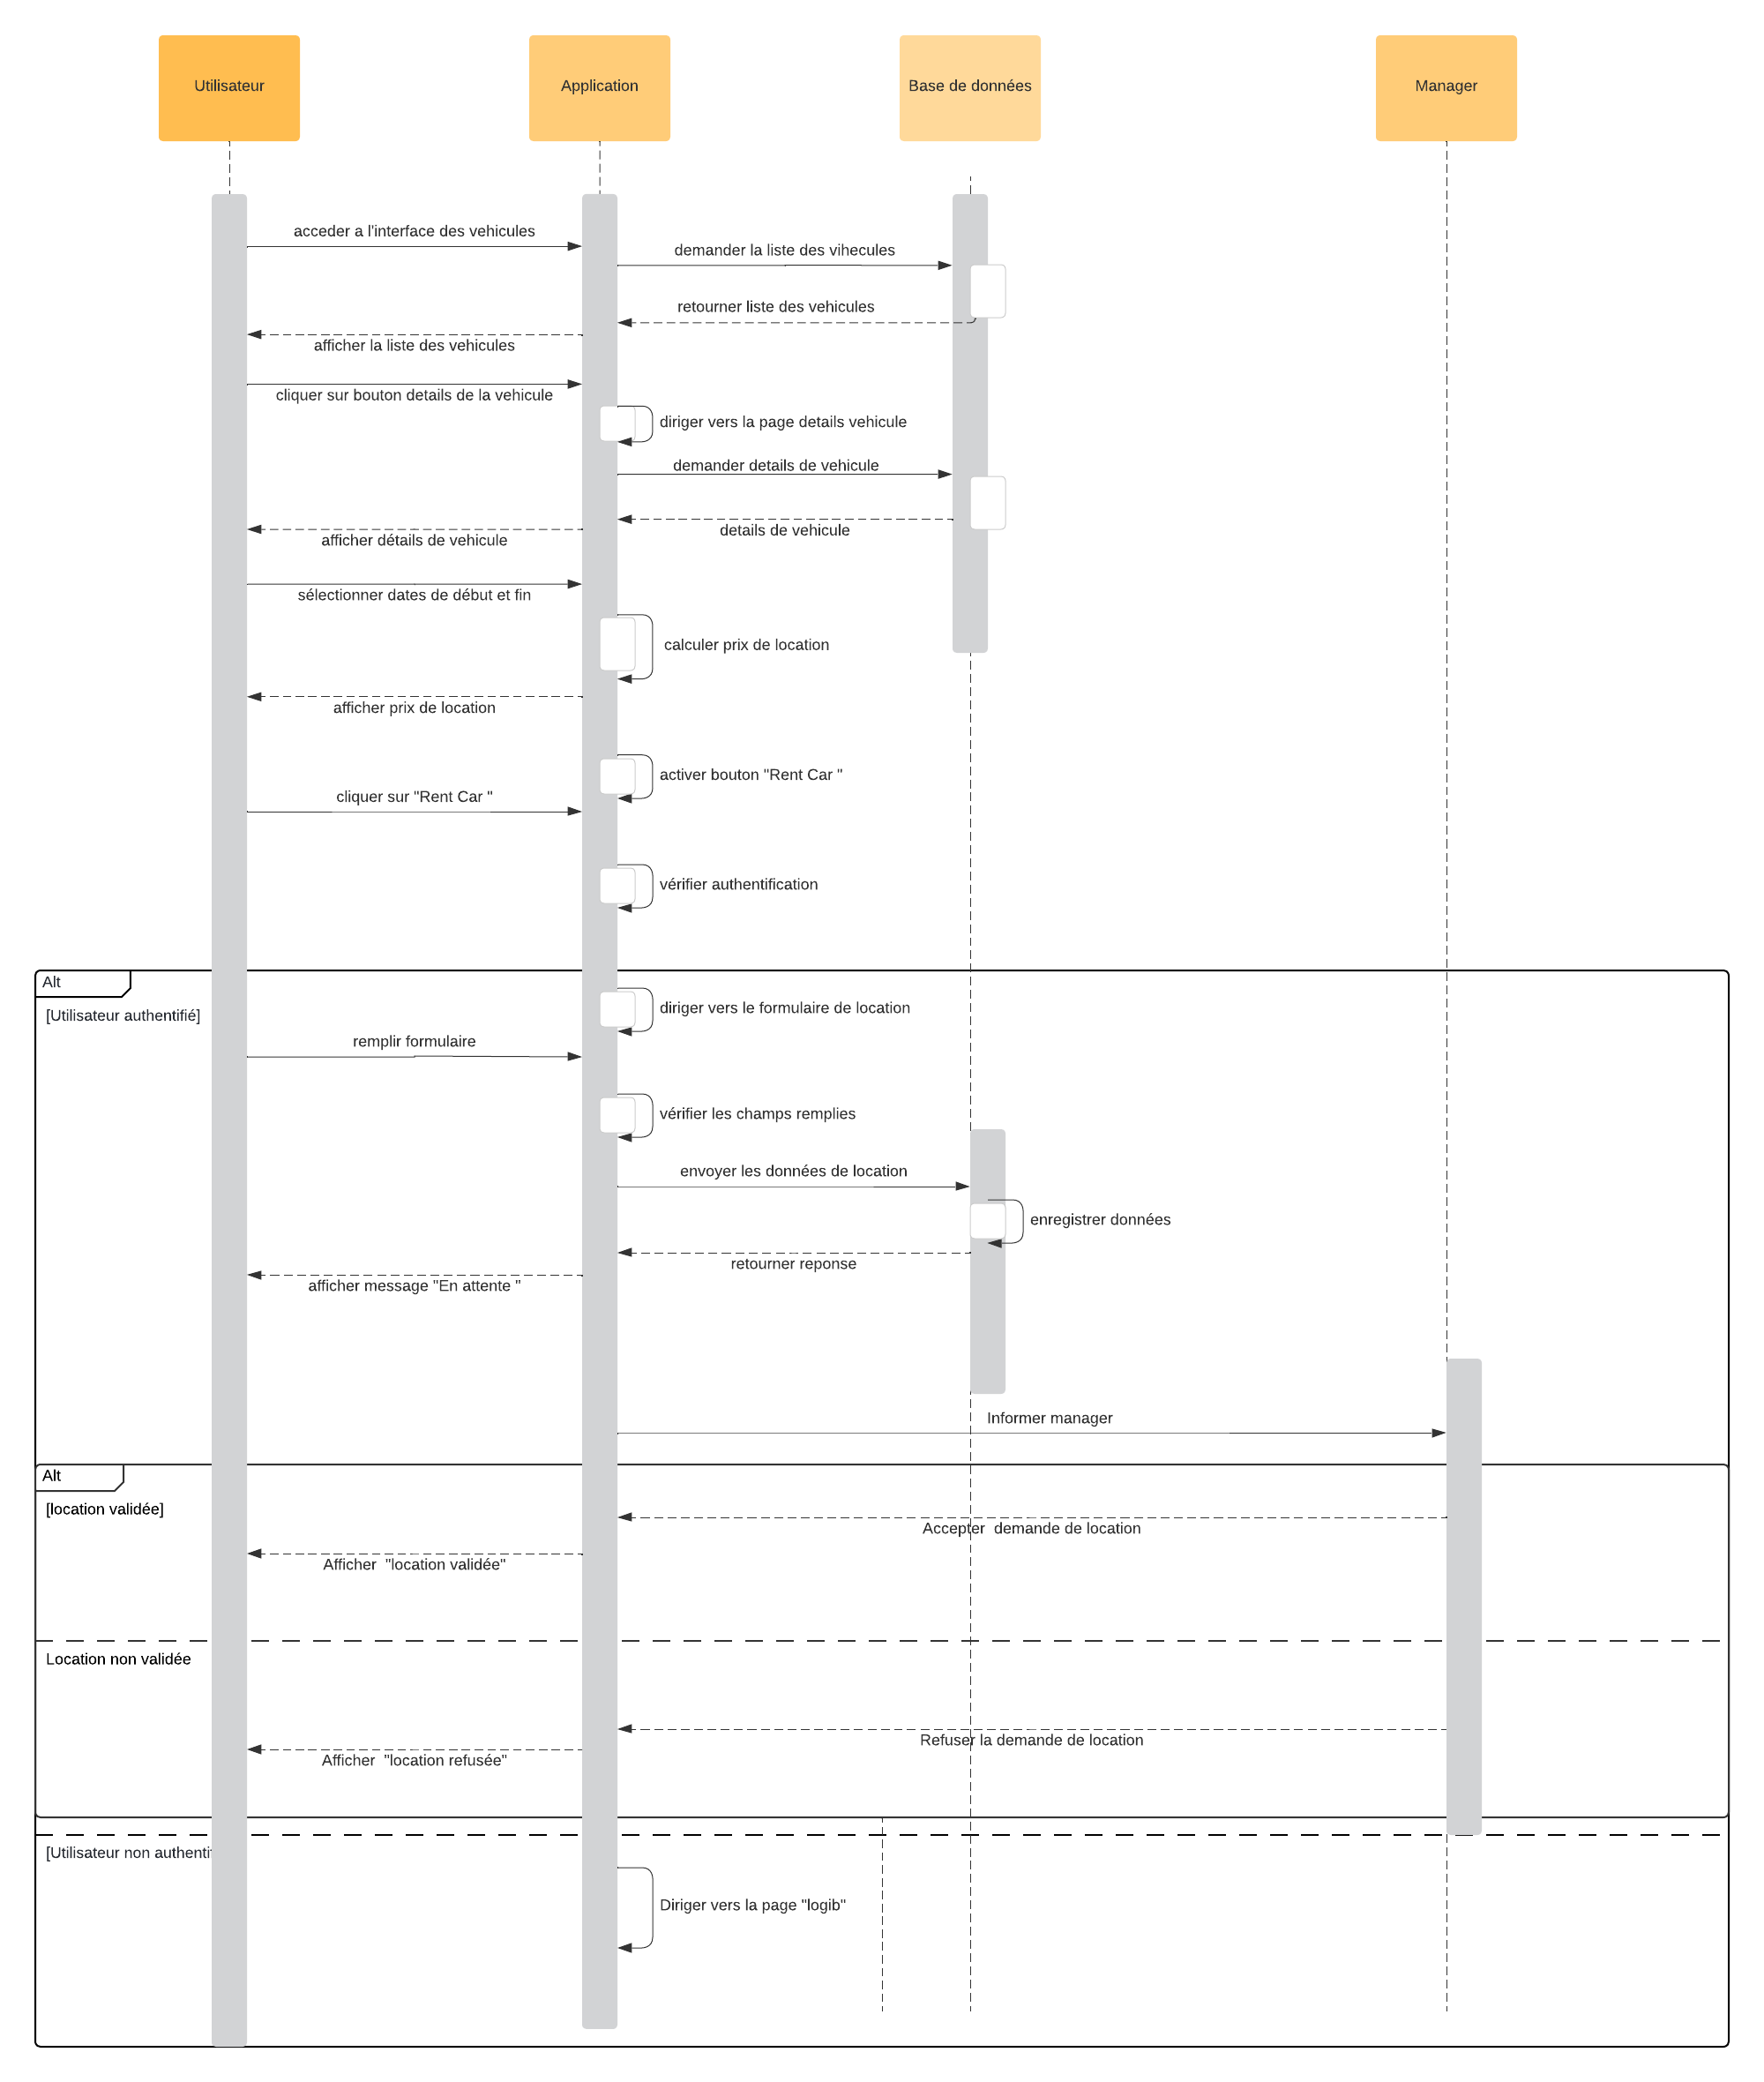 Utilisateur
Application
Base de données
Manager
acceder a l'interface des vehicules
demander la liste des vihecules
retourner liste des vehicules
afficher la liste des vehicules
cliquer sur bouton details de la vehicule
diriger vers la page details vehicule
demander details de vehicule
details de vehicule
afficher détails de vehicule
sélectionner dates de début et fin
calculer prix de location
afficher prix de location
activer bouton "Rent Car "
cliquer sur "Rent Car "
vérifier authentification
Alt
[Utilisateur authentifié]
diriger vers le formulaire de location
remplir formulaire
vérifier les champs remplies
envoyer les données de location
enregistrer données
retourner reponse
afficher message "En attente "
Informer manager
Alt
[location validée]
Accepter  demande de location
Afficher  "location validée"
Location non validée
Refuser la demande de location
Afficher  "location refusée"
[Utilisateur non authentif
Diriger vers la page "logib"